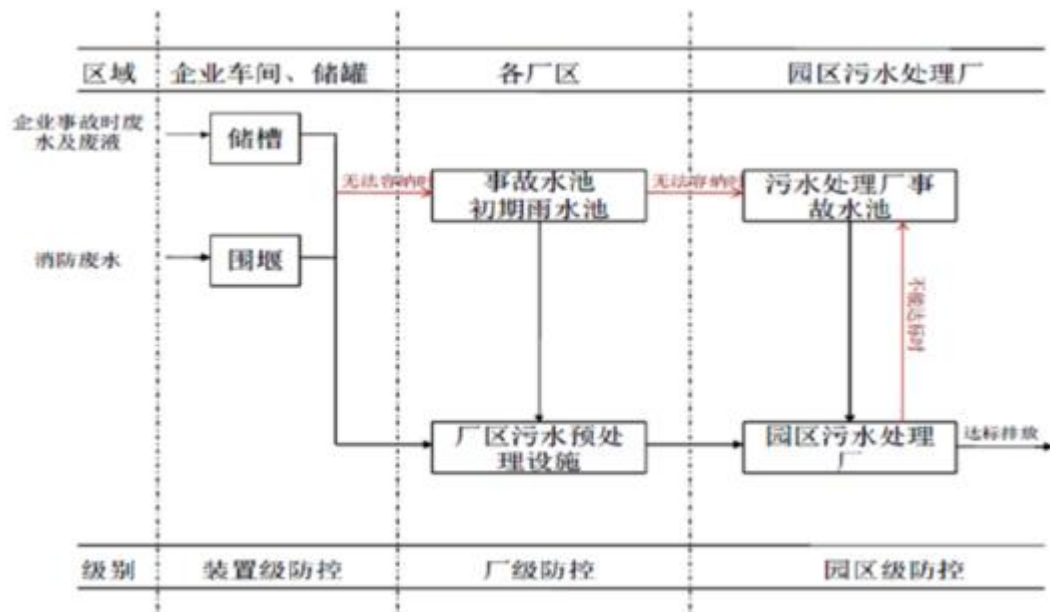 区域 企业车间、储罐 各厂区 园区污水处理厂
企业事故时废
水及废液
储槽
无法容纳时
事故水池
初期雨水池
无法容纳时
污水处理厂事
故水池
消防废水
围堰
不能达标时
厂区污水预处
理设施
园区污水处理
厂
达标排放
级别 装置级防控 厂级防控 园区级防控